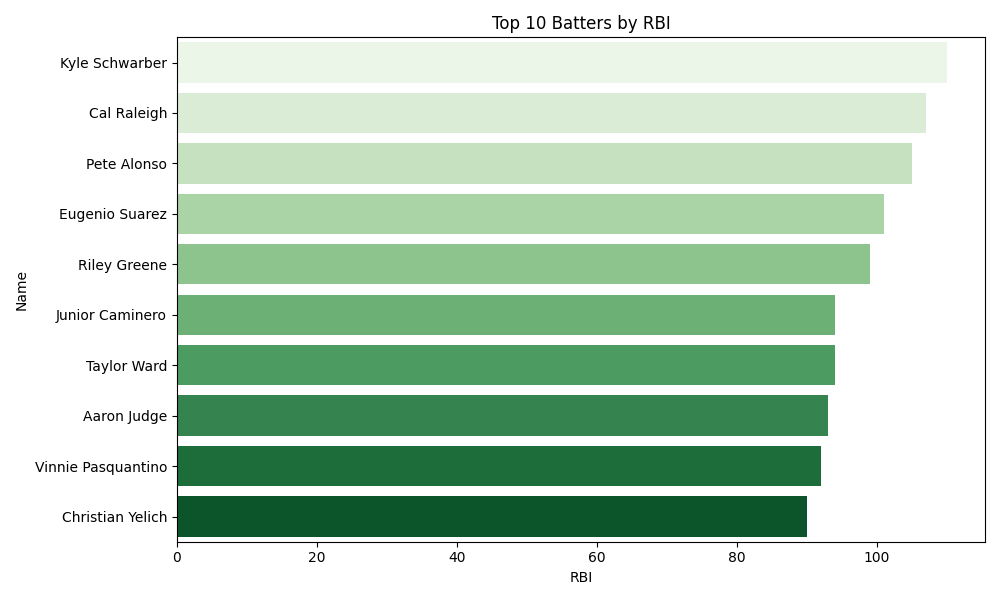 Top 10 Batters by RBI
Name
Kyle Schwarber
Cal Raleigh
Pete Alonso
Eugenio Suarez
Riley Greene
Junior Caminero
Taylor Ward
Aaron Judge
Vinnie Pasquantino
Christian Yelich
0 20 40 60 80 100
RBI